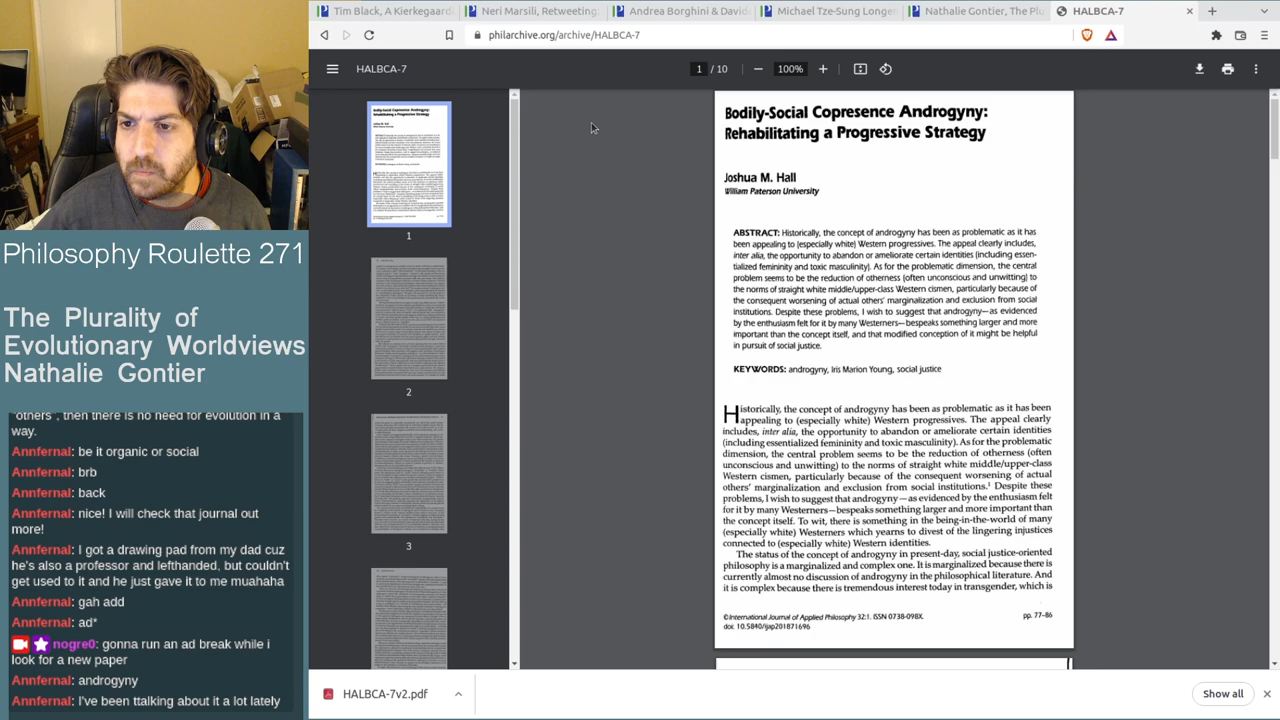 Tim Black, A Kierkegaard
Neri Marsili, Retweeting:
Andrea Borghini & David
Michael Tze-Sung Longe
Nathalie Gontier, The Plu
HALBCA-7
philarchive.org/archive/HALBCA-7
HALBCA-7
1 / 10
100%
1
2
3
Bodily-Social Copresence Androgyny:
Rehabilitating a Progressive Strategy
Joshua M. Hall
William Paterson University
ABSTRACT: Historically, the concept of androgyny has been as problematic as it has
been appealing to (especially white) Western progressives. The appeal clearly includes,
inter alia, the opportunity to abandon or ameliorate certain identities (including essen-
tialized femininity and toxic masculinity). As for the problematic dimension, the central
problem seems to be the reduction of otherness (often unconscious and unwitting) to
the norms of straight white middle/upper-class Western cismen, particularly because of
the consequent worsening of actual others' marginalization and exclusion from social
institutions. Despite these problems, I wish to suggest that androgyny—as evidenced
by the enthusiasm felt for it by many Westerners—bespeaks something larger and more
important than the concept itself, and that modified conception of it might be helpful
in pursuit of social justice.
KEYWORDS: androgyny, Iris Marion Young, social justice
Historically, the concept of androgyny has been as problematic as it has been
appealing to (especially white) Western progressives. The appeal clearly
includes, inter alia, the opportunity to abandon or ameliorate certain identities
(including essentialized femininity and toxic masculinity). As for the problematic
dimension, the central problem seems to be the reduction of otherness (often
unconscious and unwitting) to the norms of straight white middle/upper-class
Western cismen, particularly because of the consequent worsening of actual
others' marginalization and exclusion from social institutions.1 Despite these
problems, I wish to suggest that androgyny—as evidenced by the enthusiasm felt
for it by many Westerners—bespeaks something larger and more important than
the concept itself. To wit, there is something in the being-in-the-world of many
(especially white) Westerners which yearns to divest of the lingering injustices
connected to (especially white) Western identities.
The status of the concept of androgyny in present-day, social justice-oriented
philosophy is a marginalized and complex one. It is marginalized because there is
currently almost no discussion of androgyny in the philosophical literature. And
it is complex because there is tremendous interest today in transgender, which is
©International Journal of Applied Philosophy 32:1. ISSN 0738-098X.
pp. 77–86
doi: 10.5840/ijap201871696
HALBCA-7v2.pdf
Show all
Philosophy Roulette 271
The Plurality of
Evolutionary Worldviews
Nathalie Gontier
"others", then there is no need for evolution in a
way.
Annfernal: be it organic or social
Annfernal: brb
Annfernal: back
Annfernal: nice! I will check that journal out
more!
Annfernal: I got a drawing pad from my dad cuz
he's also a professor and lefthanded, but couldn't
get used to it and he just gave it to me muahana
Annfernal:
Annfernal: ad*
nogre0: gonna run an ad break while i
look for a new paper
Annfernal: androgyny
Annfernal: I've been ttalking about it a lot lately